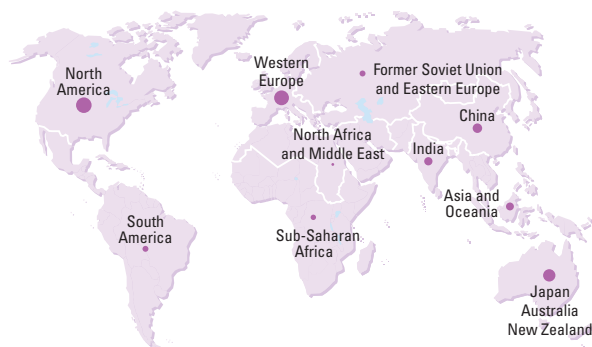 North
America
Western
Europe
Former Soviet Union
and Eastern Europe
China
North Africa
and Middle East
India
Asia and
Oceania
South
America
Sub-Saharan
Africa
Japan
Australia
New Zealand